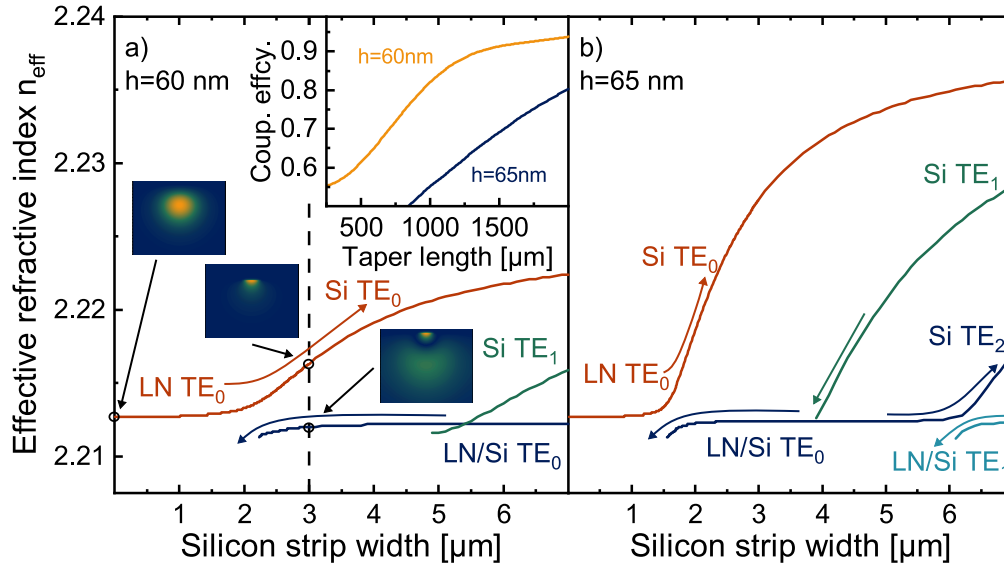 a)
h=60 nm
b)
h=65 nm
Effective refractive index n_eff
2.24
2.23
2.22
2.21
Coup. effcy.
0.9
0.8
0.7
0.6
h=60nm
h=65nm
500 1000 1500
Taper length [µm]
Si TE₀
LN TE₀
Si TE₁
LN/Si TE₀
Si TE₁
Si TE₀
LN TE₀
Si TE₂
LN/Si TE₀
LN/Si TE
1 2 3 4 5 6
Silicon strip width [µm]
1 2 3 4 5 6
Silicon strip width [µm]